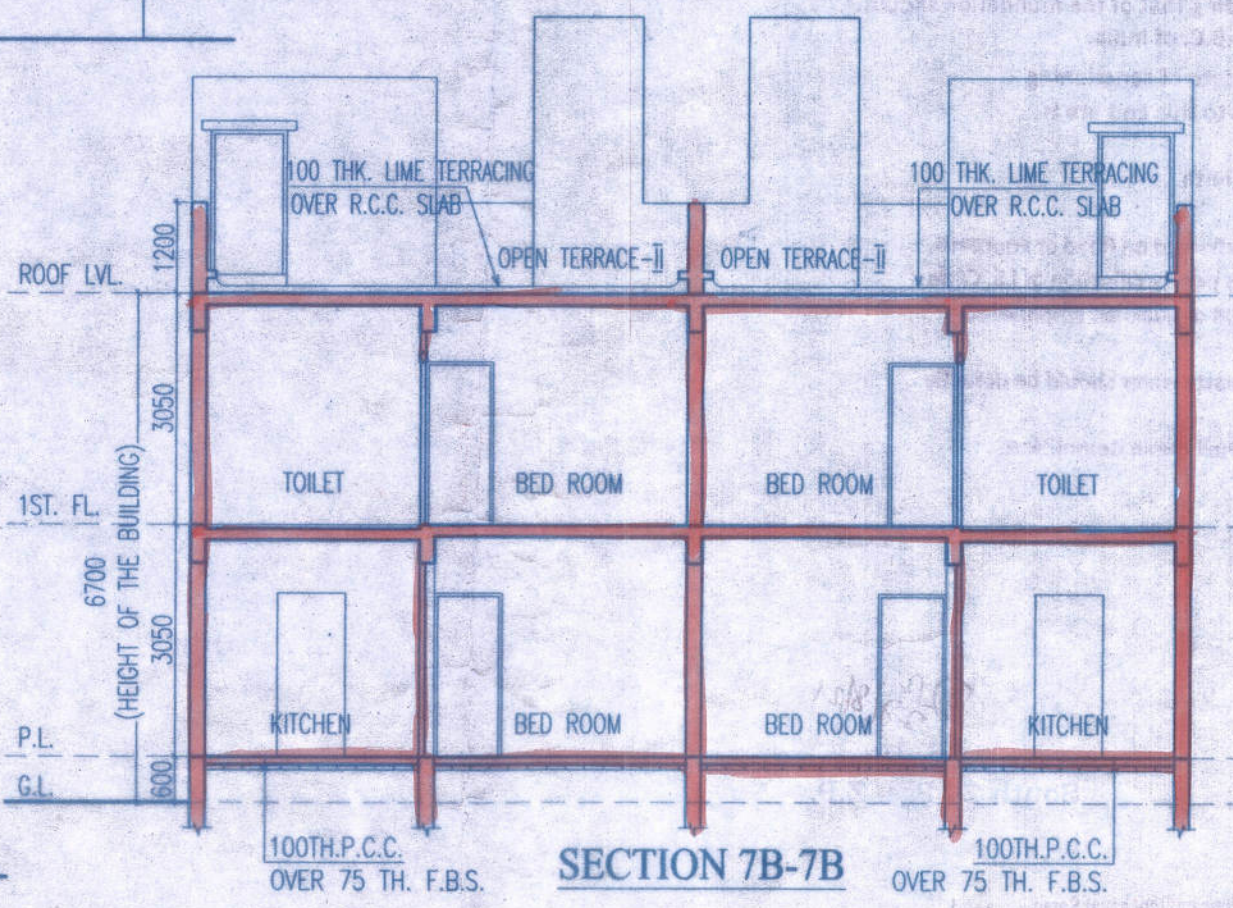 100 THK. LIME TERRACING
OVER R.C.C. SLAB
100 THK. LIME TERRACING
OVER R.C.C. SLAB
1200
OPEN TERRACE-II
OPEN TERRACE-II
ROOF LVL.
3050
TOILET
BED ROOM
BED ROOM
TOILET
1ST. FL.
6700
(HEIGHT OF THE BUILDING)
3050
KITCHEN
BED ROOM
BED ROOM
KITCHEN
P.L.
600
G.L.
100TH.P.C.C.
OVER 75 TH. F.B.S.
SECTION 7B-7B
100TH.P.C.C.
OVER 75 TH. F.B.S.